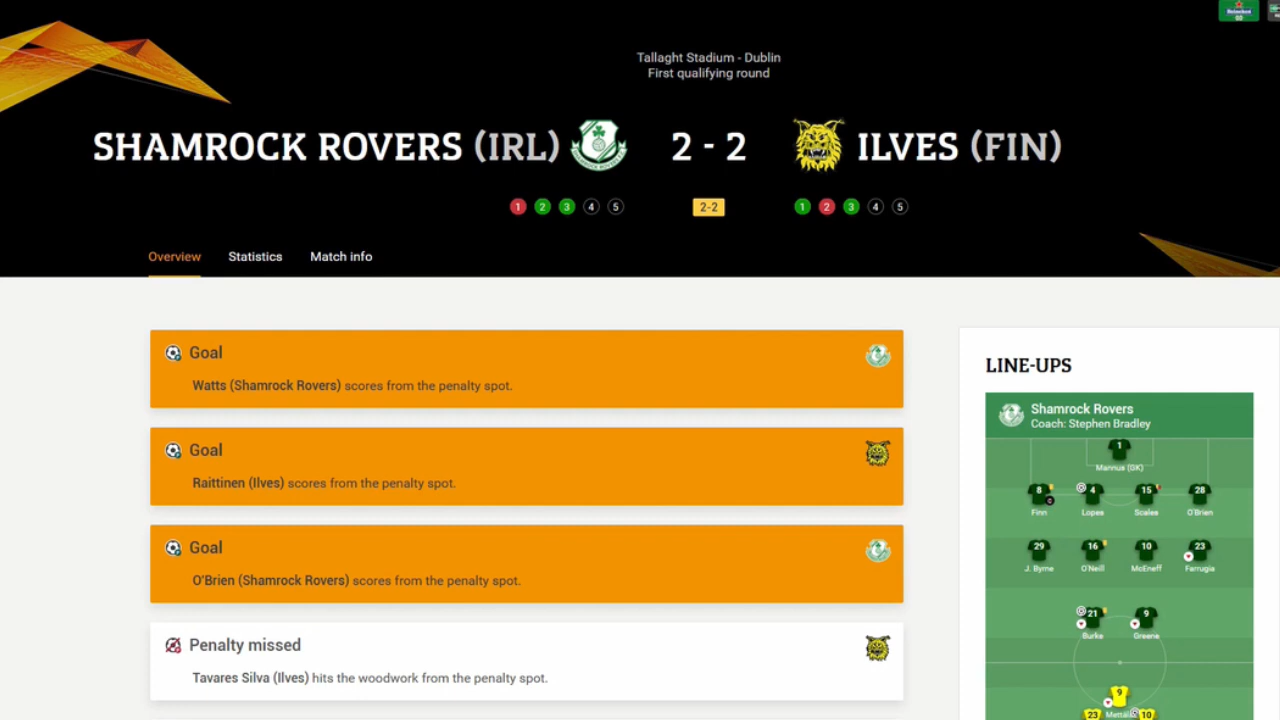 Heineken
Tallaght Stadium - Dublin
First qualifying round
SHAMROCK ROVERS (IRL)
2 - 2
ILVES (FIN)
1 2 3 4 5
2-2
1 2 3 4 5
Overview
Statistics
Match info
Goal
Watts (Shamrock Rovers) scores from the penalty spot.
Goal
Raittinen (Ilves) scores from the penalty spot.
Goal
O'Brien (Shamrock Rovers) scores from the penalty spot.
Penalty missed
Tavares Silva (Ilves) hits the woodwork from the penalty spot.
LINE-UPS
Shamrock Rovers
Coach: Stephen Bradley
1
Mannus (GK)
8 4 15 28
Finn Lopes Scales O'Brien
29 16 10 23
J. Byrne O'Neill McEneff Farrugia
21 9
Burke Greene
9
23 10